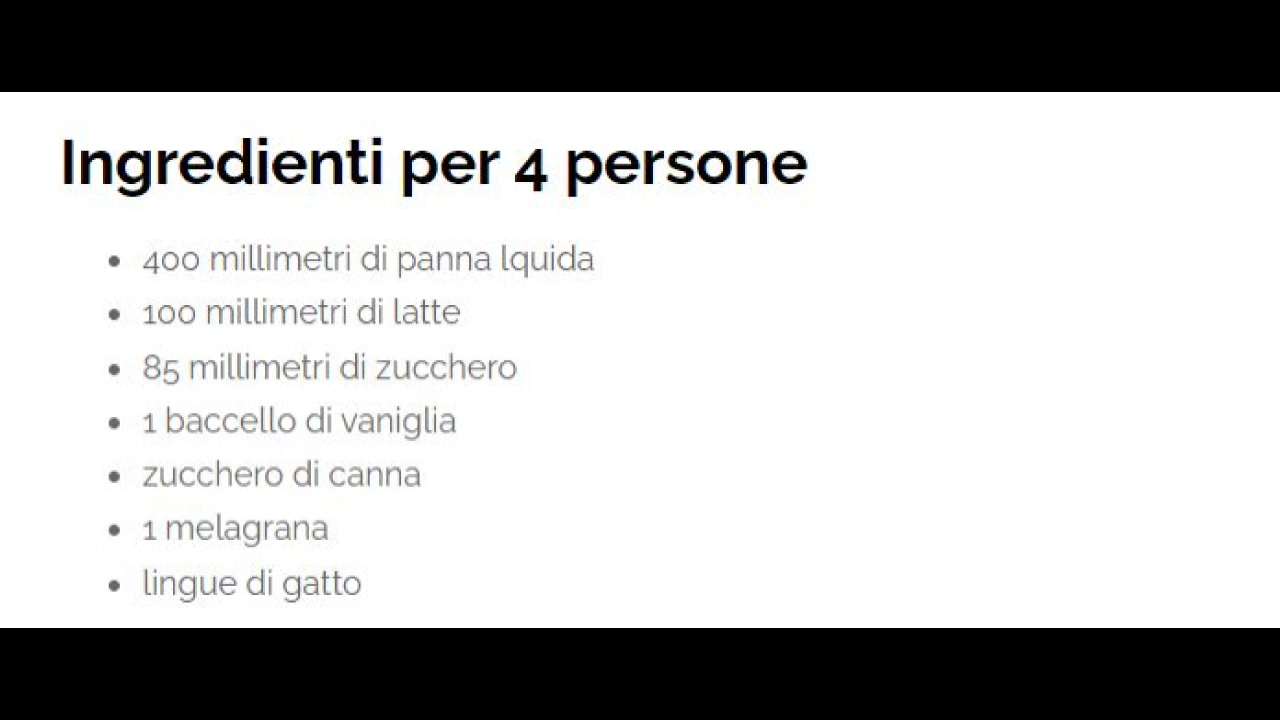 Ingredienti per 4 persone
• 400 millimetri di panna lquida
• 100 millimetri di latte
• 85 millimetri di zucchero
• 1 baccello di vaniglia
• zucchero di canna
• 1 melagrana
• lingue di gatto